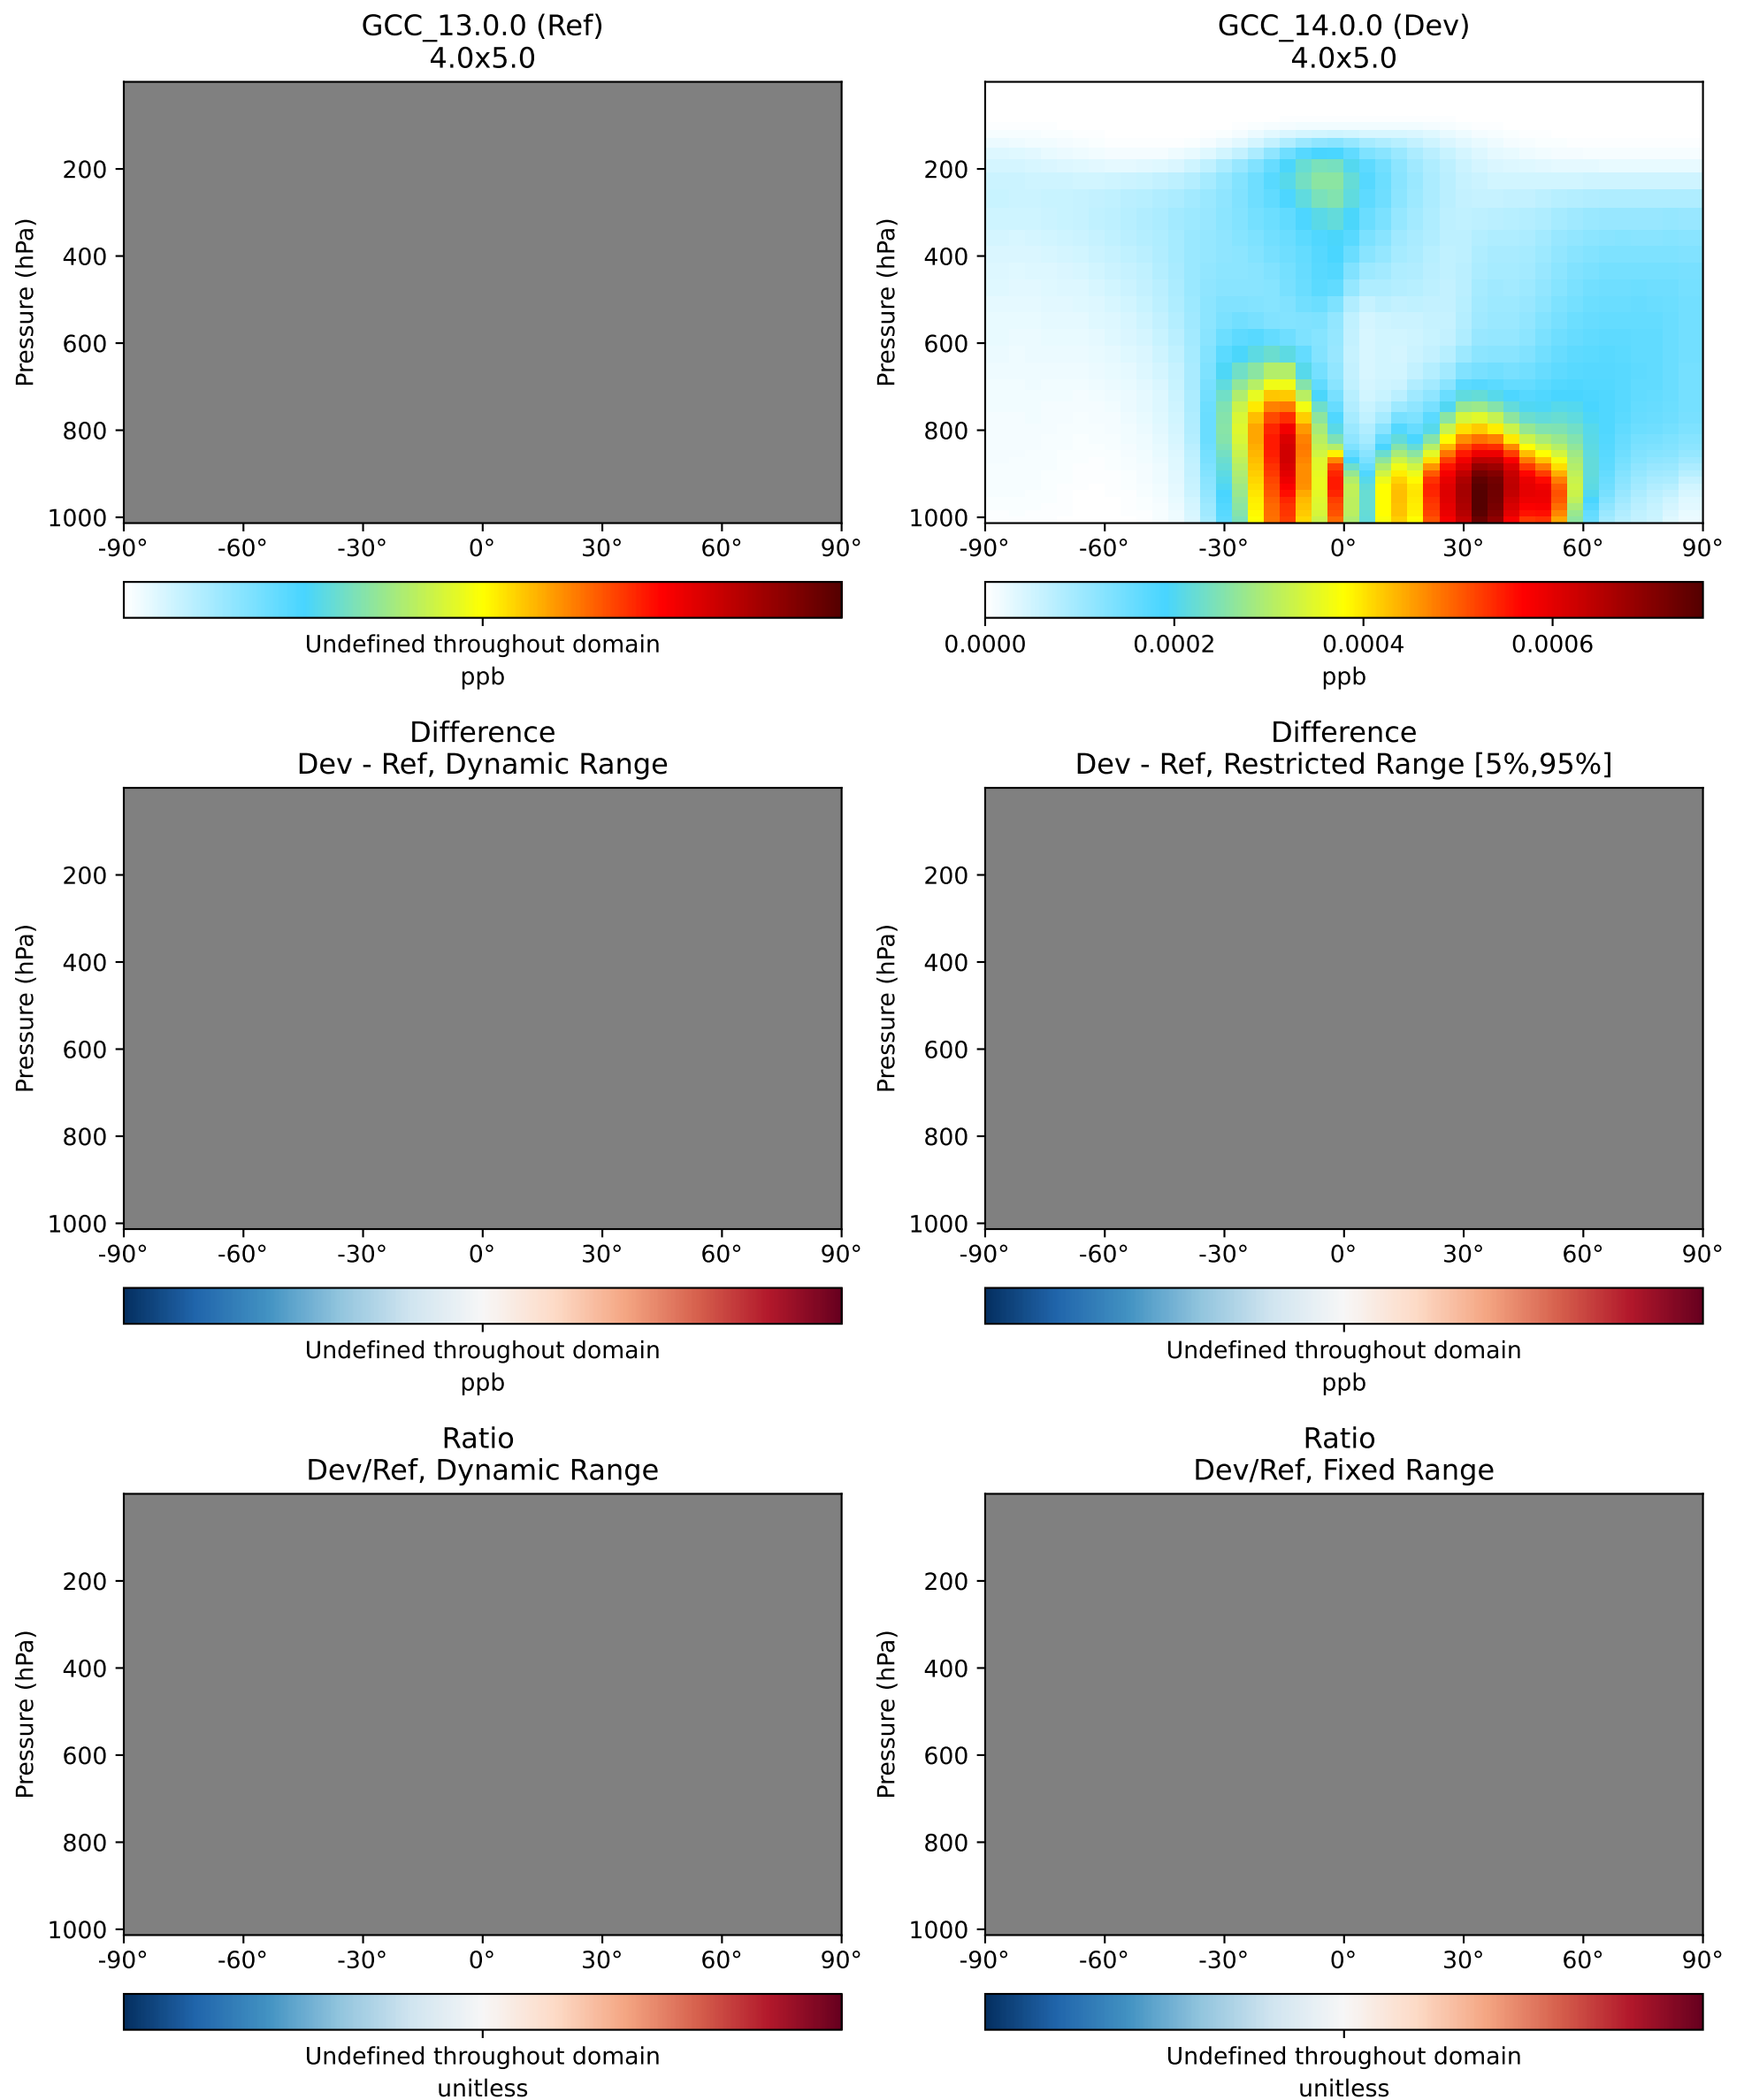 GCC_13.0.0 (Ref)
4.0x5.0
Pressure (hPa)
200
400
600
800
1000
-90° -60° -30° 0° 30° 60° 90°
Undefined throughout domain
ppb
GCC_14.0.0 (Dev)
4.0x5.0
Pressure (hPa)
200
400
600
800
1000
-90° -60° -30° 0° 30° 60° 90°
0.0000 0.0002 0.0004 0.0006
ppb
Difference
Dev - Ref, Dynamic Range
Pressure (hPa)
200
400
600
800
1000
-90° -60° -30° 0° 30° 60° 90°
Undefined throughout domain
ppb
Difference
Dev - Ref, Restricted Range [5%,95%]
Pressure (hPa)
200
400
600
800
1000
-90° -60° -30° 0° 30° 60° 90°
Undefined throughout domain
ppb
Ratio
Dev/Ref, Dynamic Range
Pressure (hPa)
200
400
600
800
1000
-90° -60° -30° 0° 30° 60° 90°
Undefined throughout domain
unitless
Ratio
Dev/Ref, Fixed Range
Pressure (hPa)
200
400
600
800
1000
-90° -60° -30° 0° 30° 60° 90°
Undefined throughout domain
unitless